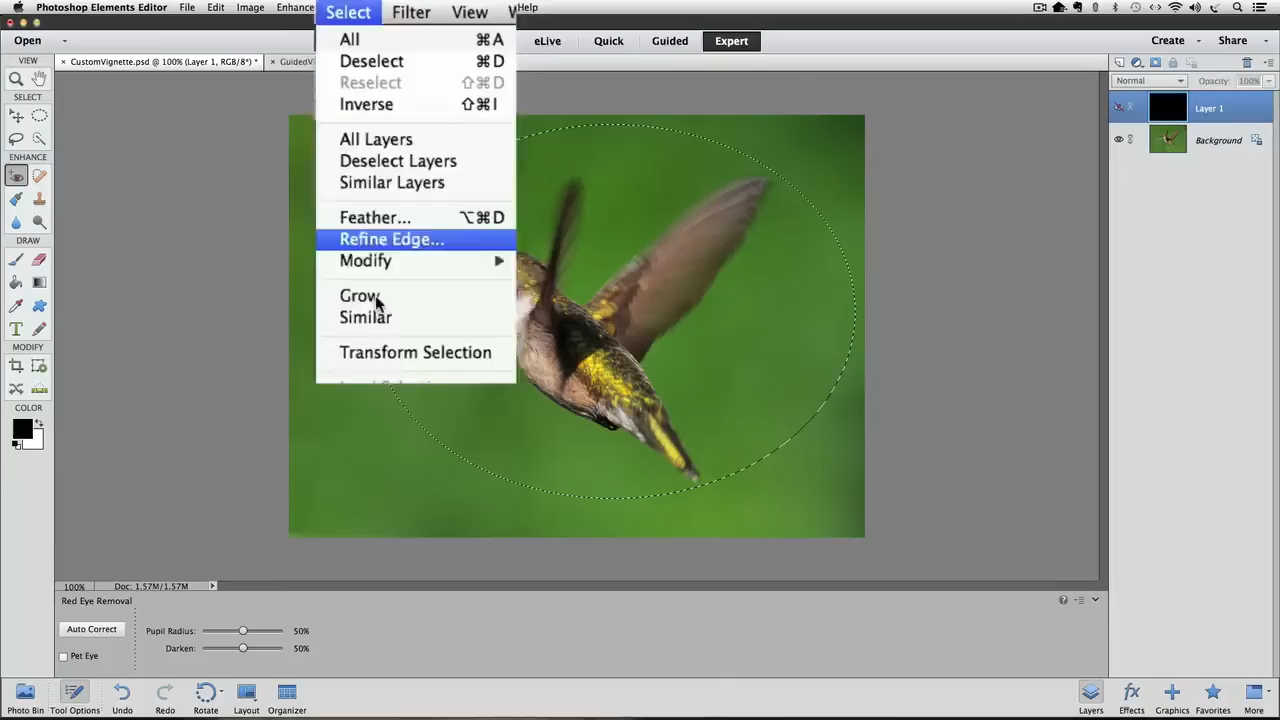 Photoshop Elements Editor File Edit Image Enhance Select Filter View Help
Open eLive Quick Guided Expert Create Share
VIEW
× CustomVignette.psd @ 100% (Layer 1, RGB/8*) * × GuidedV
SELECT
ENHANCE
DRAW
MODIFY
COLOR
All ⌘A
Deselect ⌘D
Reselect ⇧⌘D
Inverse ⇧⌘I
All Layers
Deselect Layers
Similar Layers
Feather... ⌥⌘D
Refine Edge...
Modify
Grow
Similar
Transform Selection
Normal Opacity: 100%
Layer 1
Background
100% Doc: 1.57M/1.57M
Red Eye Removal
Auto Correct
Pet Eye
Pupil Radius: 50%
Darken: 50%
Photo Bin Tool Options Undo Redo Rotate Layout Organizer Layers Effects Graphics Favorites More